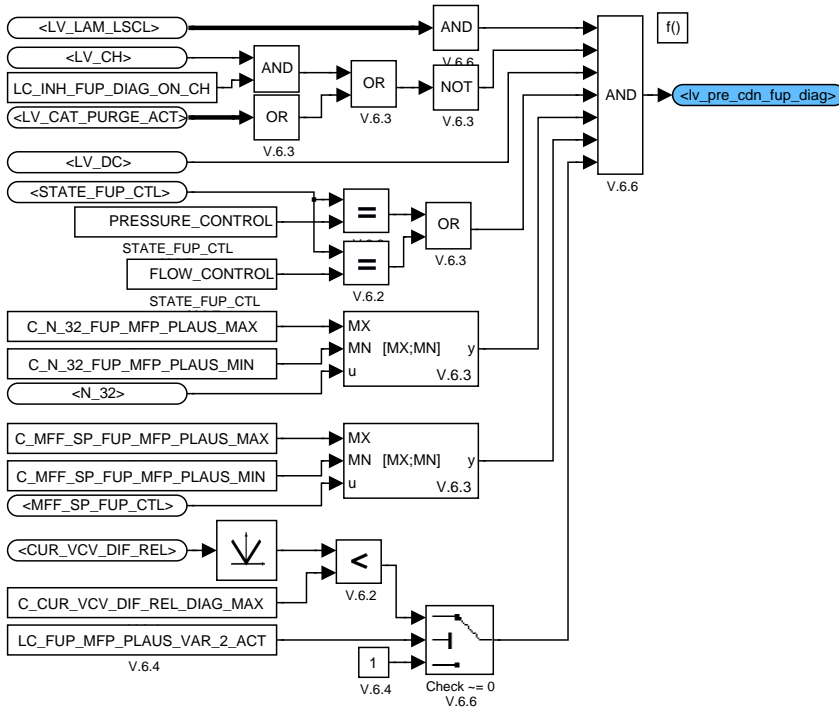 <LV_LAM_LSCL>
AND
V.6.6
f()
<LV_CH>
AND
LC_INH_FUP_DIAG_ON_CH
OR
V.6.3
NOT
V.6.3
AND
V.6.6
<lv_pre_cdn_fup_diag>
<LV_CAT_PURGE_ACT>
OR
V.6.3
<LV_DC>
<STATE_FUP_CTL>
=
PRESSURE_CONTROL
STATE_FUP_CTL
OR
V.6.3
=
V.6.2
FLOW_CONTROL
STATE_FUP_CTL
C_N_32_FUP_MFP_PLAUS_MAX
MX
C_N_32_FUP_MFP_PLAUS_MIN
MN [MX;MN] y
<N_32>
u
V.6.3
C_MFF_SP_FUP_MFP_PLAUS_MAX
MX
C_MFF_SP_FUP_MFP_PLAUS_MIN
MN [MX;MN] y
<MFF_SP_FUP_CTL>
u
V.6.3
<CUR_VCV_DIF_REL>
<
V.6.2
C_CUR_VCV_DIF_REL_DIAG_MAX
LC_FUP_MFP_PLAUS_VAR_2_ACT
V.6.4
1
V.6.4
Check ~= 0
V.6.6